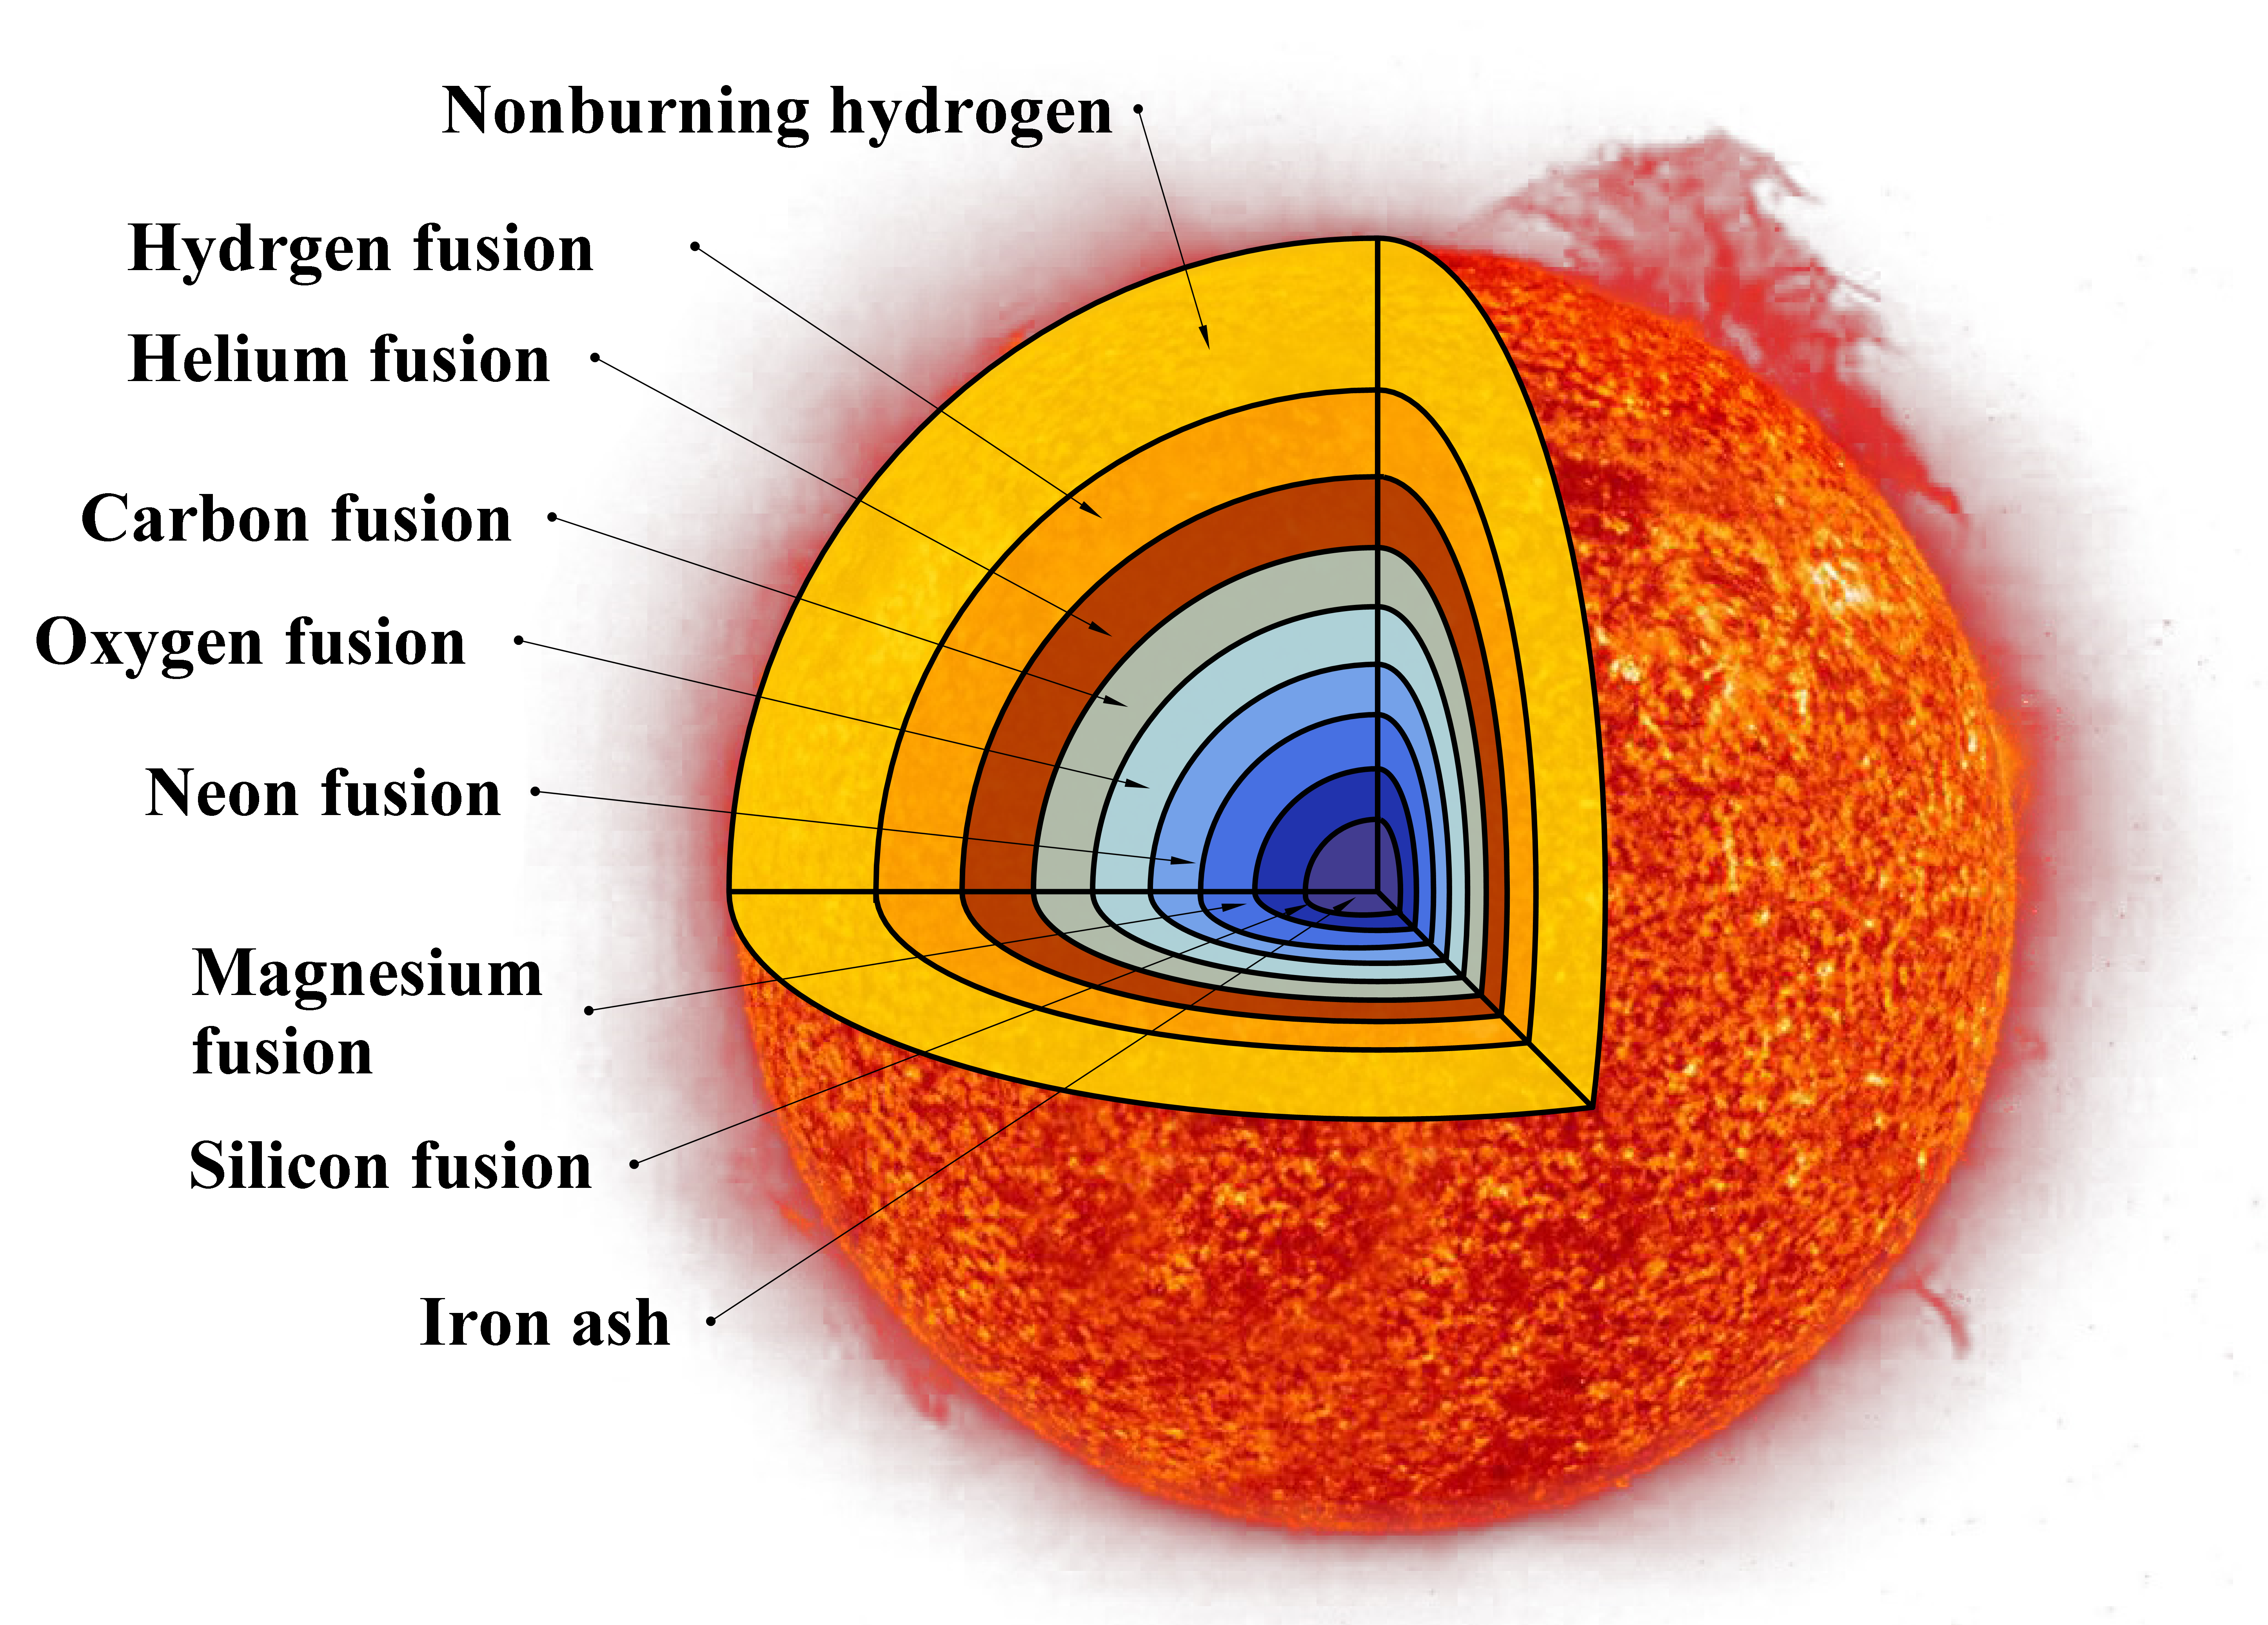 Nonburning hydrogen
Hydrgen fusion
Helium fusion
Carbon fusion
Oxygen fusion
Neon fusion
Magnesium
fusion
Silicon fusion
Iron ash